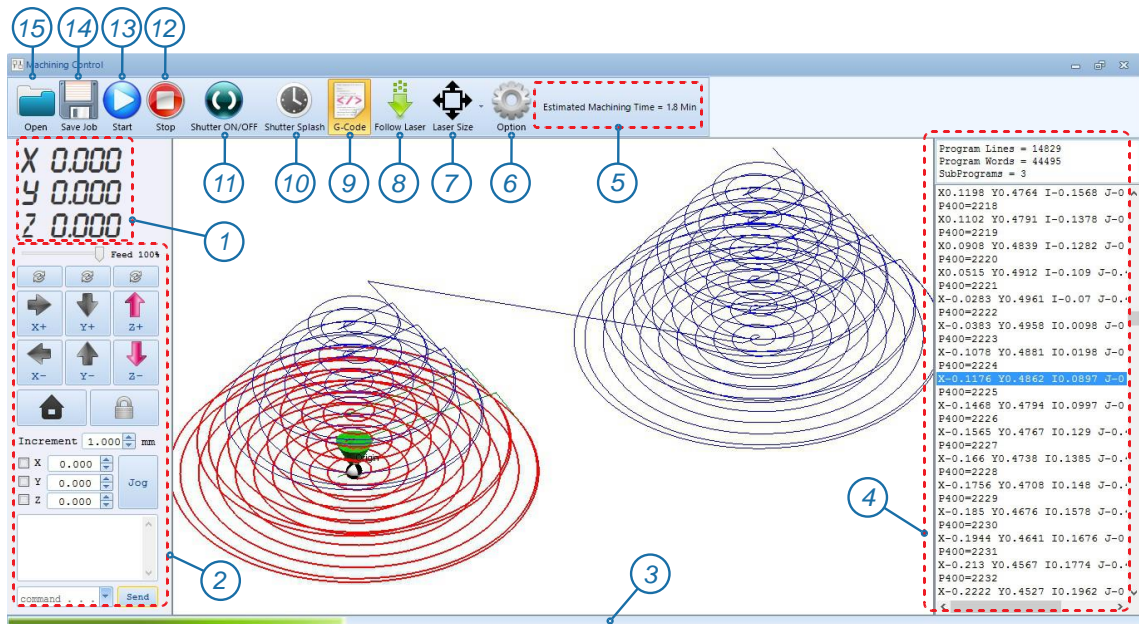 15 14 13 12
Machining Control
Open Save Job Start Stop Shutter ON/OFF Shutter Splash G-Code Follow Laser Laser Size Option
Estimated Machining Time = 1.8 Min
11 10 9 8 7 6 5
X 0.000
Y 0.000
Z 0.000
1
Feed 100%
X+ Y+ Z+
X- Y- Z-
Increment 1.000 mm
X 0.000
Y 0.000
Z 0.000
Jog
2
command . . .
Send
Origin
3
Program Lines = 14829
Program Words = 44495
SubPrograms = 3
X0.1198 Y0.4764 I-0.1568 J-0
P400=2218
X0.1102 Y0.4791 I-0.1378 J-0
P400=2219
X0.0908 Y0.4839 I-0.1282 J-0
P400=2220
X0.0515 Y0.4912 I-0.109 J-0.
P400=2221
X-0.0283 Y0.4961 I-0.07 J-0.
P400=2222
X-0.0383 Y0.4958 I0.0098 J-0
P400=2223
X-0.1078 Y0.4881 I0.0198 J-0
P400=2224
X-0.1176 Y0.4862 I0.0897 J-0
P400=2225
X-0.1468 Y0.4794 I0.0997 J-0
P400=2226
X-0.1565 Y0.4767 I0.129 J-0.
P400=2227
X-0.166 Y0.4738 I0.1385 J-0.
P400=2228
X-0.1756 Y0.4708 I0.148 J-0.
P400=2229
X-0.185 Y0.4676 I0.1578 J-0.
P400=2230
X-0.1944 Y0.4641 I0.1676 J-0
P400=2231
X-0.213 Y0.4567 I0.1774 J-0.
P400=2232
X-0.2222 Y0.4527 I0.1962 J-0
4